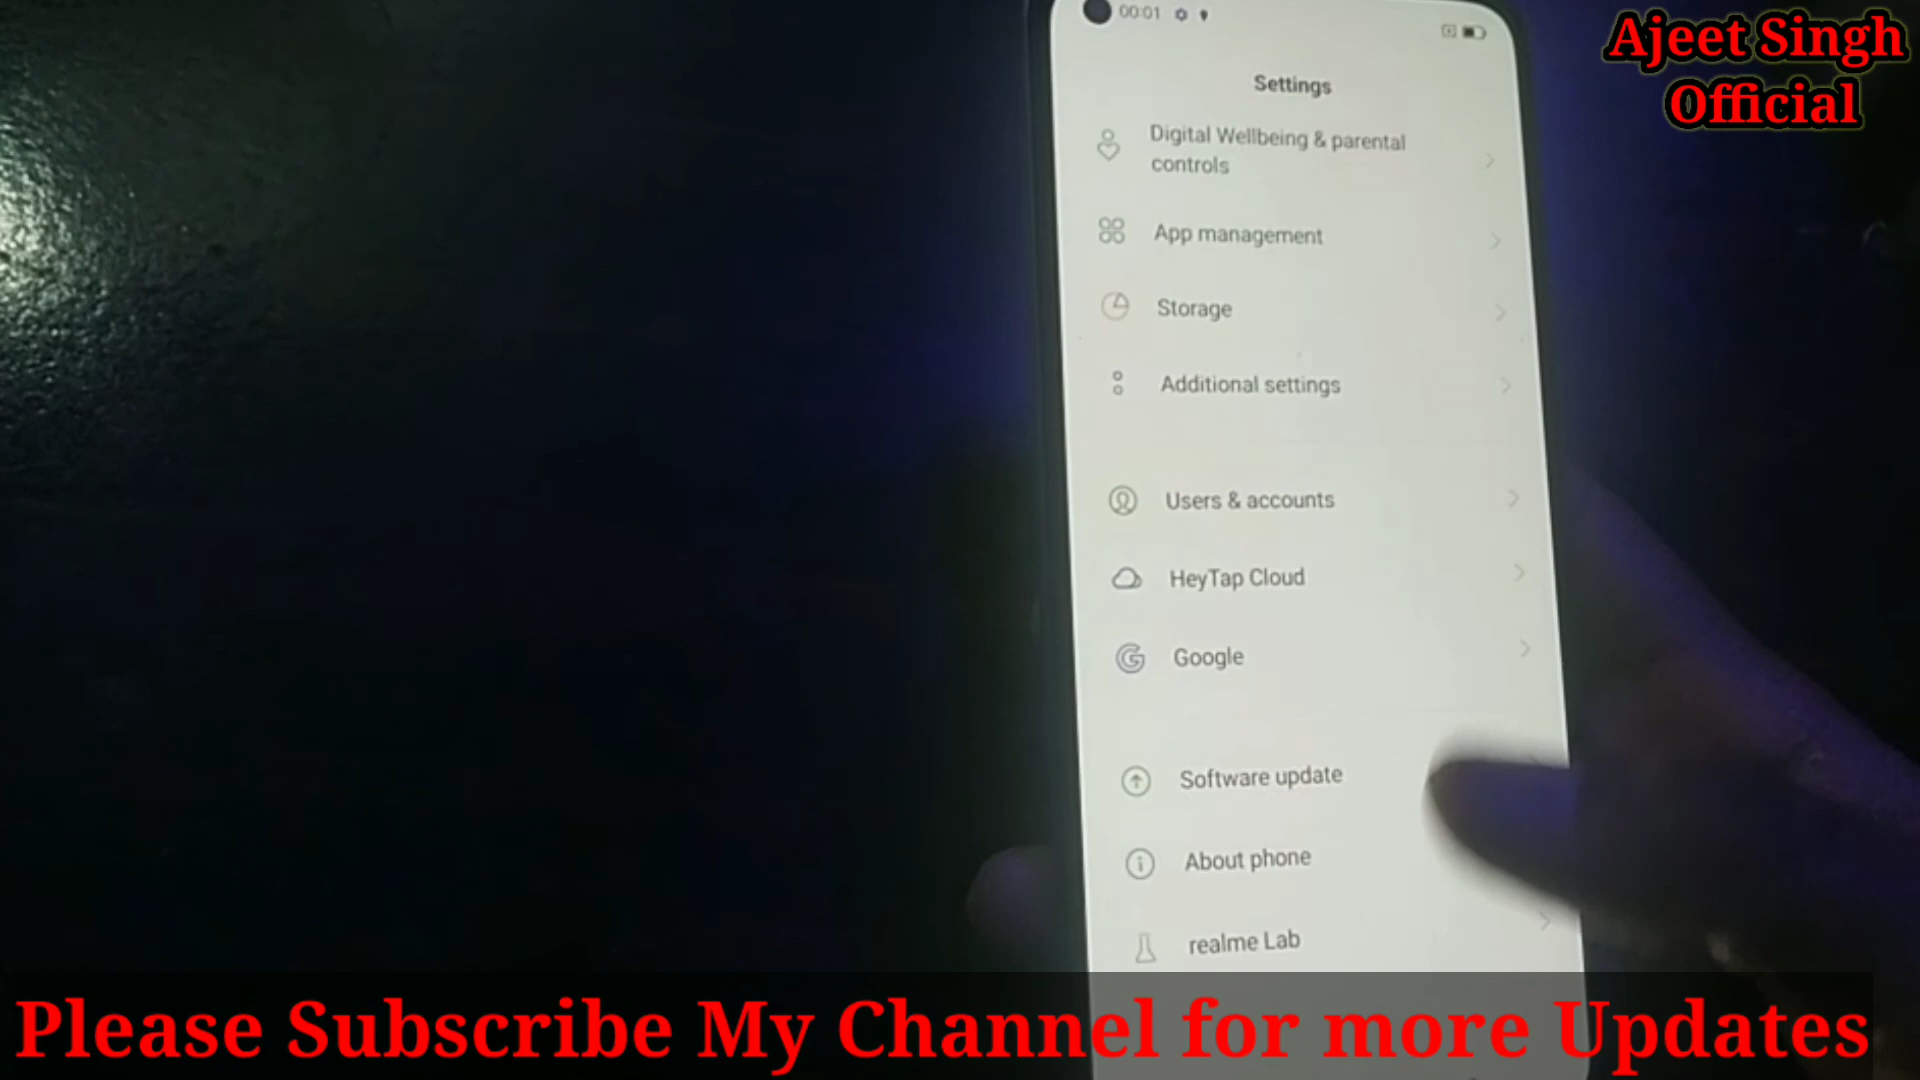 00:01
Ajeet Singh
Official
Settings
Digital Wellbeing & parental
controls
App management
Storage
Additional settings
Users & accounts
HeyTap Cloud
Google
Software update
About phone
realme Lab
Please Subscribe My Channel for more Updates